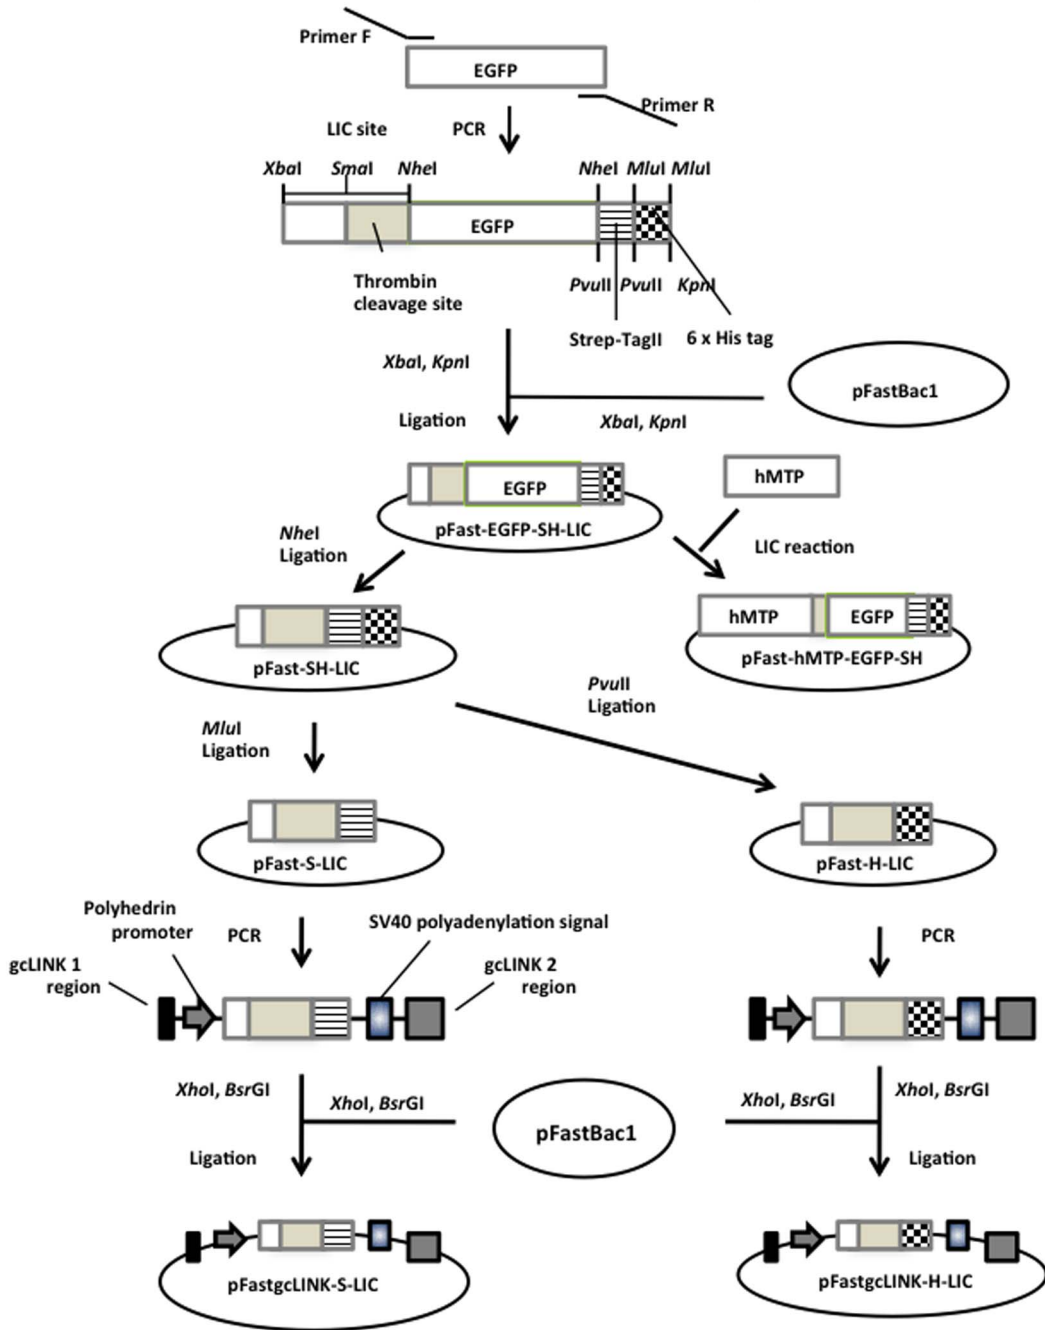 Primer F
EGFP
Primer R
PCR
LIC site
XbaI SmaI NheI NheI MluI MluI
EGFP
Thrombin
cleavage site
PvuII PvuII KpnI
Strep-TagII 6 x His tag
XbaI, KpnI
pFastBac1
Ligation
XbaI, KpnI
EGFP
hMTP
pFast-EGFP-SH-LIC
NheI
Ligation
LIC reaction
hMTP EGFP
pFast-SH-LIC
pFast-hMTP-EGFP-SH
PvuII
Ligation
MluI
Ligation
pFast-S-LIC
pFast-H-LIC
Polyhedrin
promoter
PCR
SV40 polyadenylation signal
PCR
gcLINK 1
region
gcLINK 2
region
XhoI, BsrGI
XhoI, BsrGI
XhoI, BsrGI
XhoI, BsrGI
pFastBac1
Ligation
Ligation
pFastgcLINK-S-LIC
pFastgcLINK-H-LIC